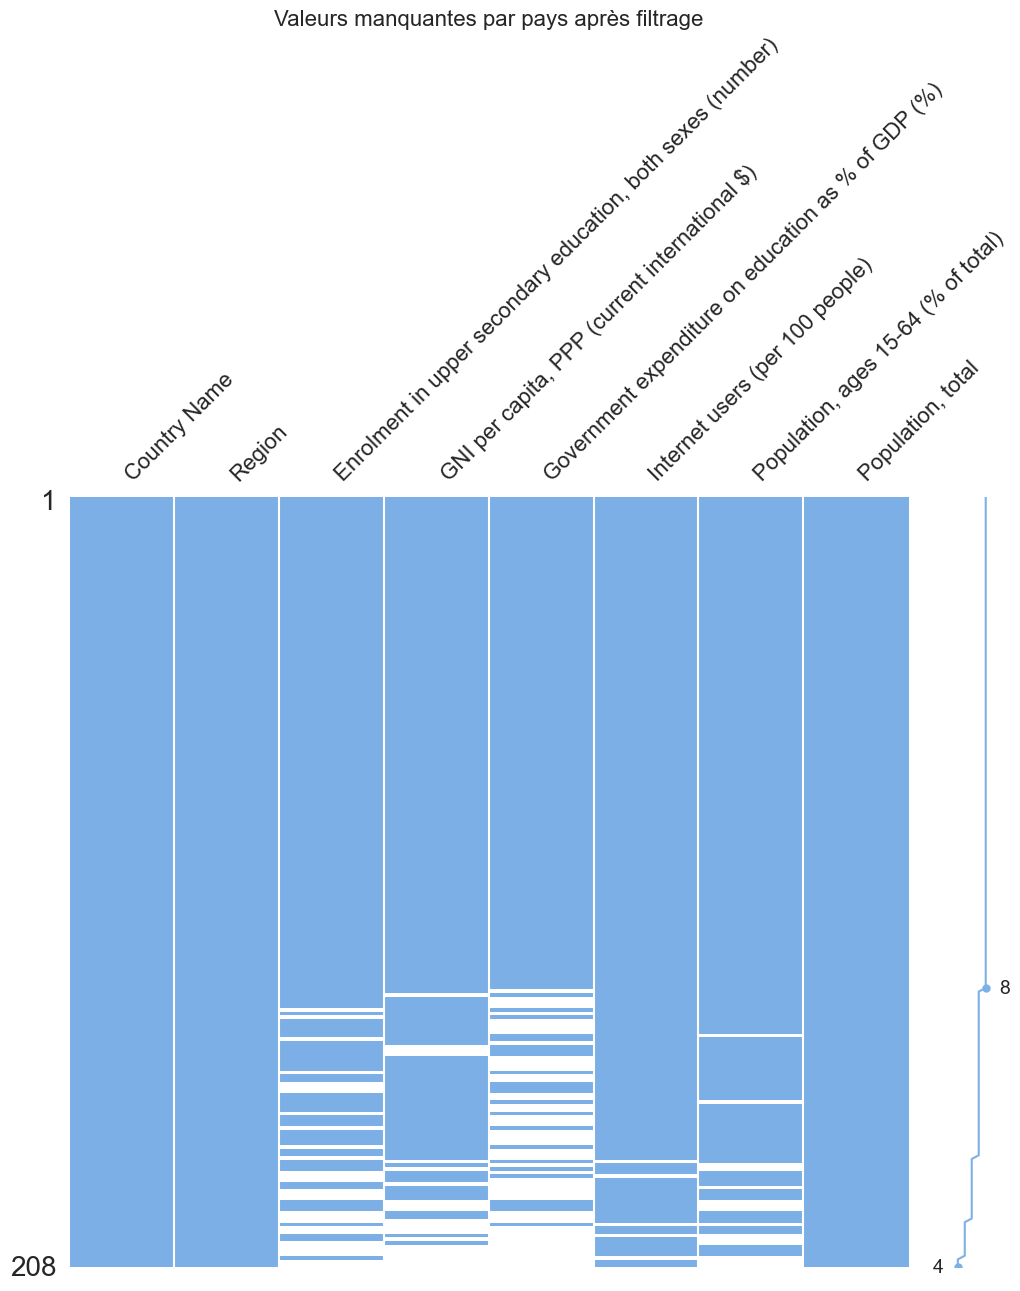 Valeurs manquantes par pays après filtrage
Country Name
Region
Enrolment in upper secondary education, both sexes (number)
GNI per capita, PPP (current international $)
Government expenditure on education as % of GDP (%)
Internet users (per 100 people)
Population, ages 15-64 (% of total)
Population, total
1
8
208
4